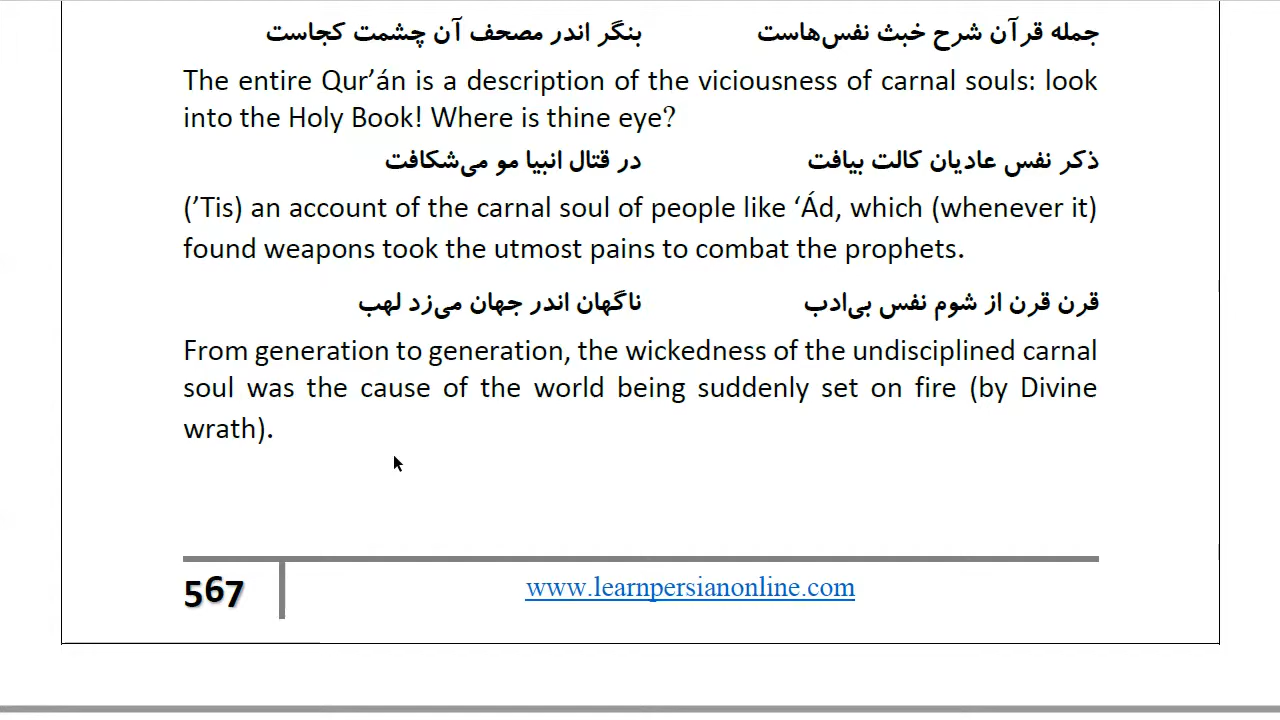 جمله قرآن شرح خبث نفس‌هاست بنگر اندر مصحف آن چشمت کجاست
The entire Qur’án is a description of the viciousness of carnal souls: look
into the Holy Book! Where is thine eye?
ذکر نفس عادیان کالت بیافت در قتال انبیا مو می‌شکافت
(’Tis) an account of the carnal soul of people like ‘Ád, which (whenever it)
found weapons took the utmost pains to combat the prophets.
قرن قرن از شوم نفس بی‌ادب ناگهان اندر جهان می‌زد لهب
From generation to generation, the wickedness of the undisciplined carnal
soul was the cause of the world being suddenly set on fire (by Divine
wrath).
567 www.learnpersianonline.com